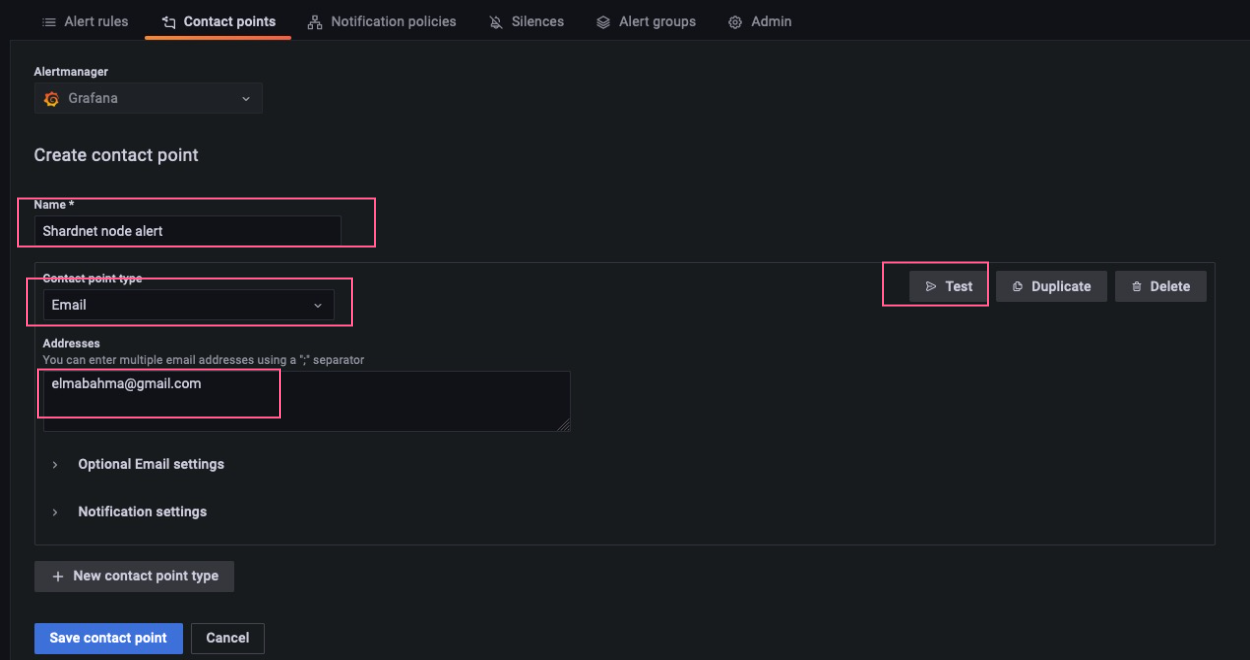 Alert rules Contact points Notification policies Silences Alert groups Admin
Alertmanager
Grafana
Create contact point
Name *
Shardnet node alert
Contact point type
Test Duplicate Delete
Email
Addresses
You can enter multiple email addresses using a ";" separator
elmabahma@gmail.com
Optional Email settings
Notification settings
+ New contact point type
Save contact point Cancel